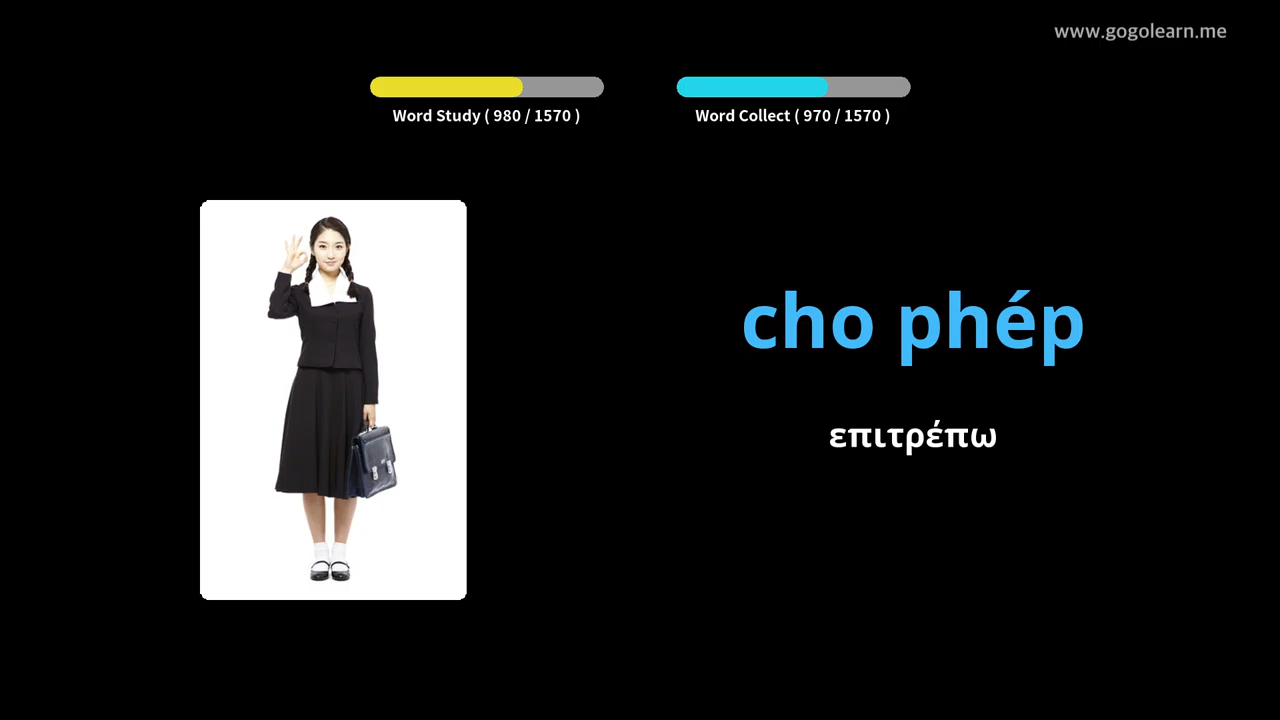 www.gogolearn.me
Word Study ( 980 / 1570 )
Word Collect ( 970 / 1570 )
cho phép
επιτρέπω